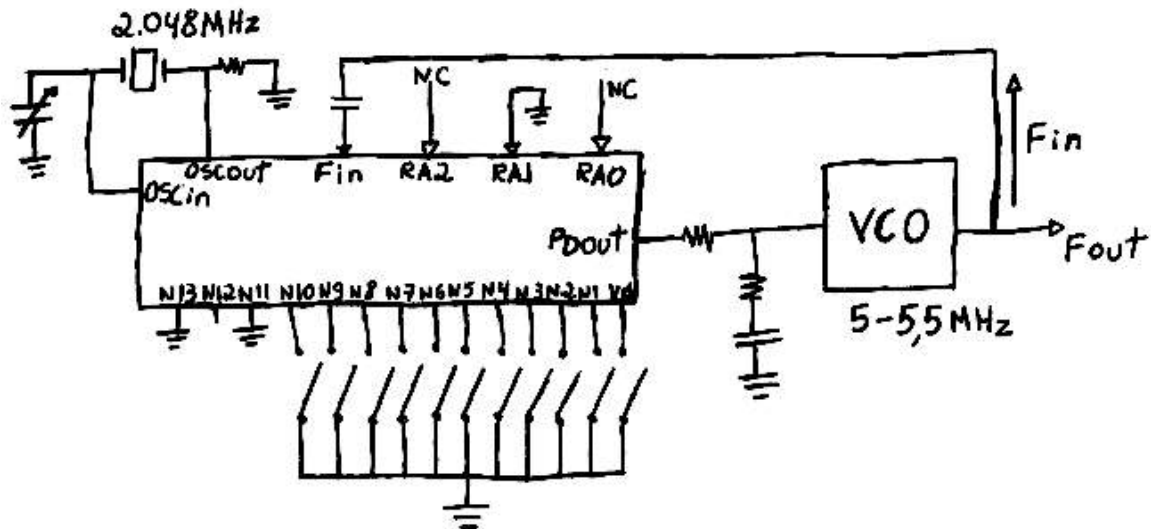 2.048MHz
NC
NC
Fin
OSCout
Fin
RA2
RA1
RA0
OSCin
PDout
VCO
Fout
N13 N12 N11 N10 N9 N8 N7 N6 N5 N4 N3 N2 N1
5-5,5MHz